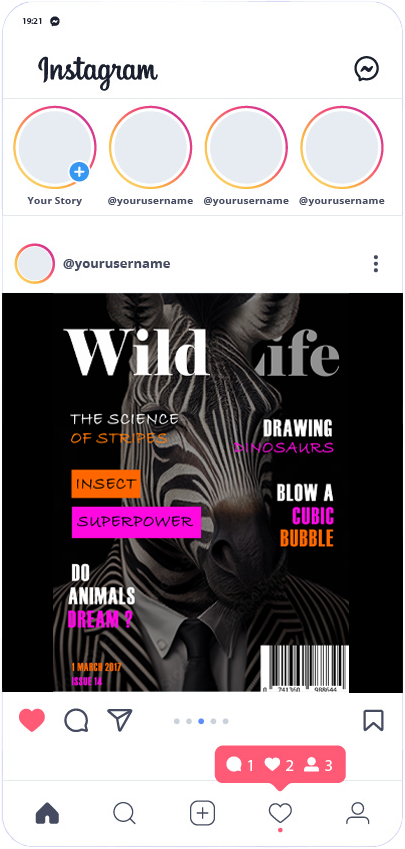 19:21
Instagram
Your Story
@yourusername
@yourusername
@yourusername
@yourusername
Wild Life
THE SCIENCE
OF STRIPES
INSECT
SUPERPOWER
DO
ANIMALS
DREAM ?
1 MARCH 2017
ISSUE 14
DRAWING
DINOSAURS
BLOW A
CUBIC
BUBBLE
0 741360 988644
1 2 3